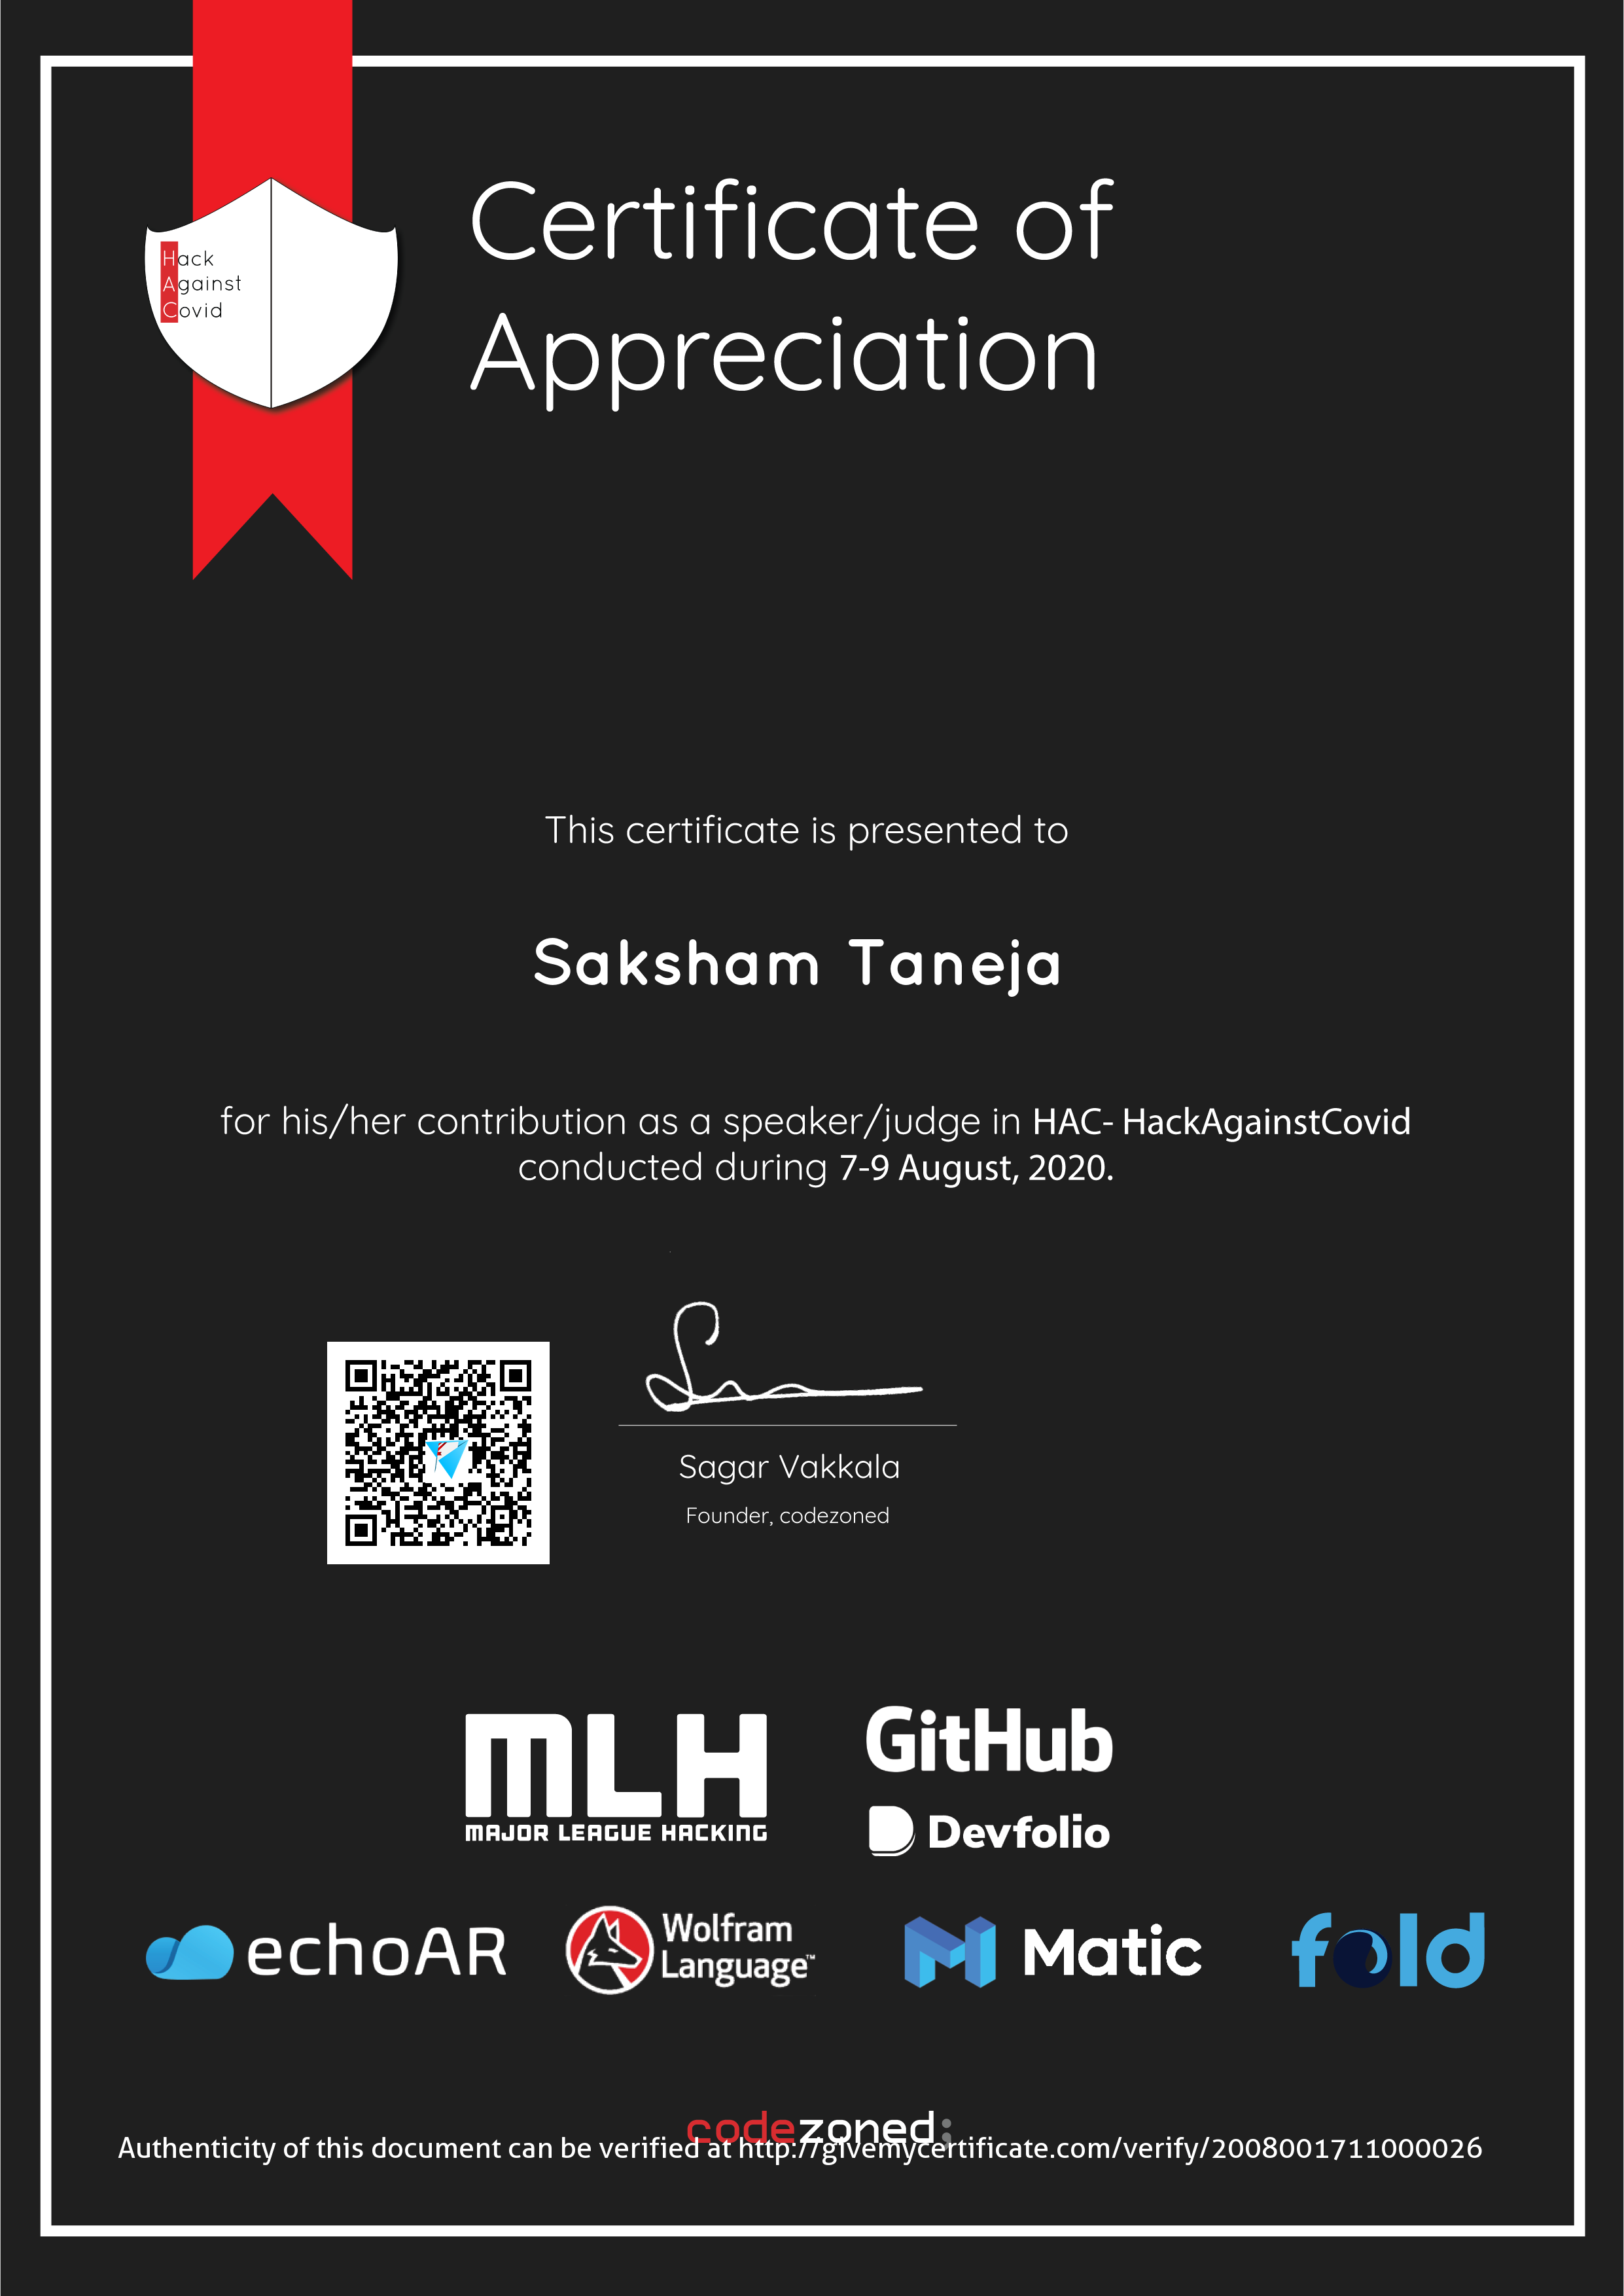 Certificate of
Appreciation
Hack
Against
Covid
This certificate is presented to
Saksham Taneja
for his/her contribution as a speaker/judge in HAC- HackAgainstCovid
conducted during 7-9 August, 2020.
Sagar Vakkala
Founder, codezoned
MLH
MAJOR LEAGUE HACKING
GitHub
Devfolio
echoAR
Wolfram
Language™
Matic
fold
codezoned;
Authenticity of this document can be verified at http://givemycertificate.com/verify/2008001711000026